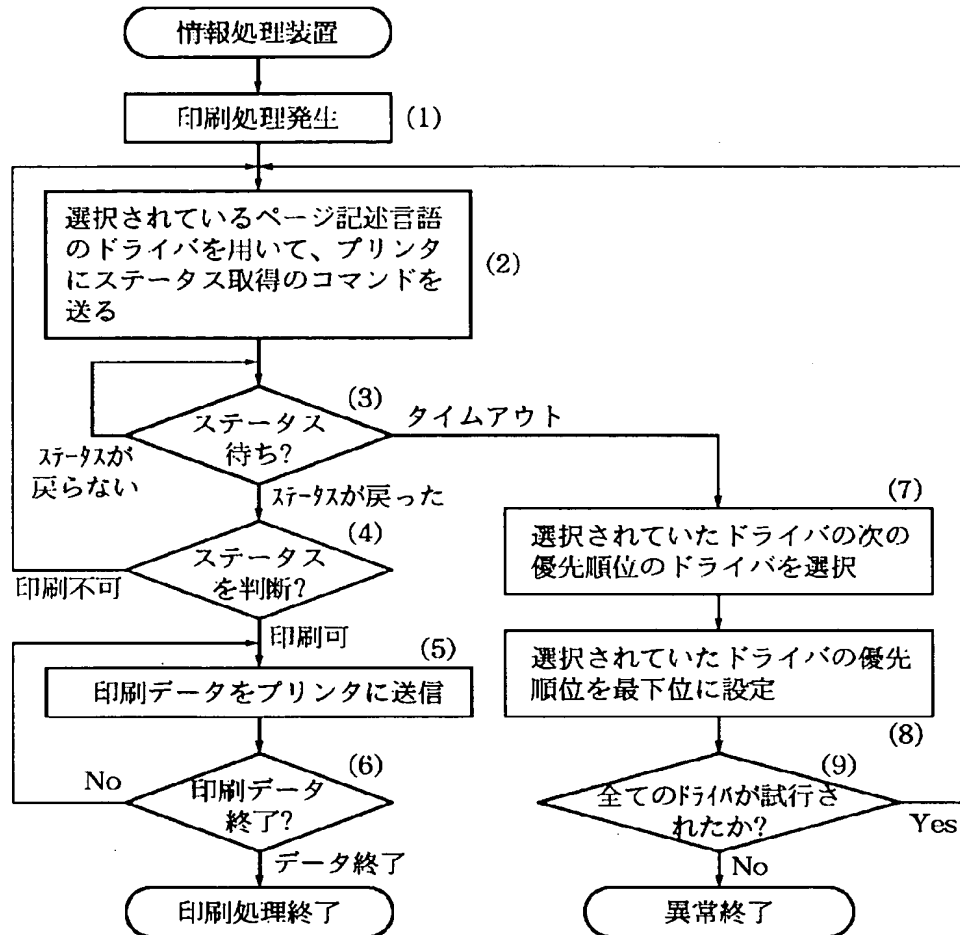 情報処理装置
印刷処理発生
(1)
選択されているページ記述言語
のドライバを用いて、プリンタ
にステータス取得のコマンドを
送る
(2)
(3)
ステータス
待ち?
タイムアウト
ステータスが
戻らない
ステータスが戻った
(4)
ステータス
を判断?
印刷不可
印刷可
(5)
印刷データをプリンタに送信
(6)
印刷データ
終了?
No
データ終了
印刷処理終了
(7)
選択されていたドライバの次の
優先順位のドライバを選択
選択されていたドライバの優先
順位を最下位に設定
(8)
(9)
全てのドライバが試行さ
れたか?
Yes
No
異常終了